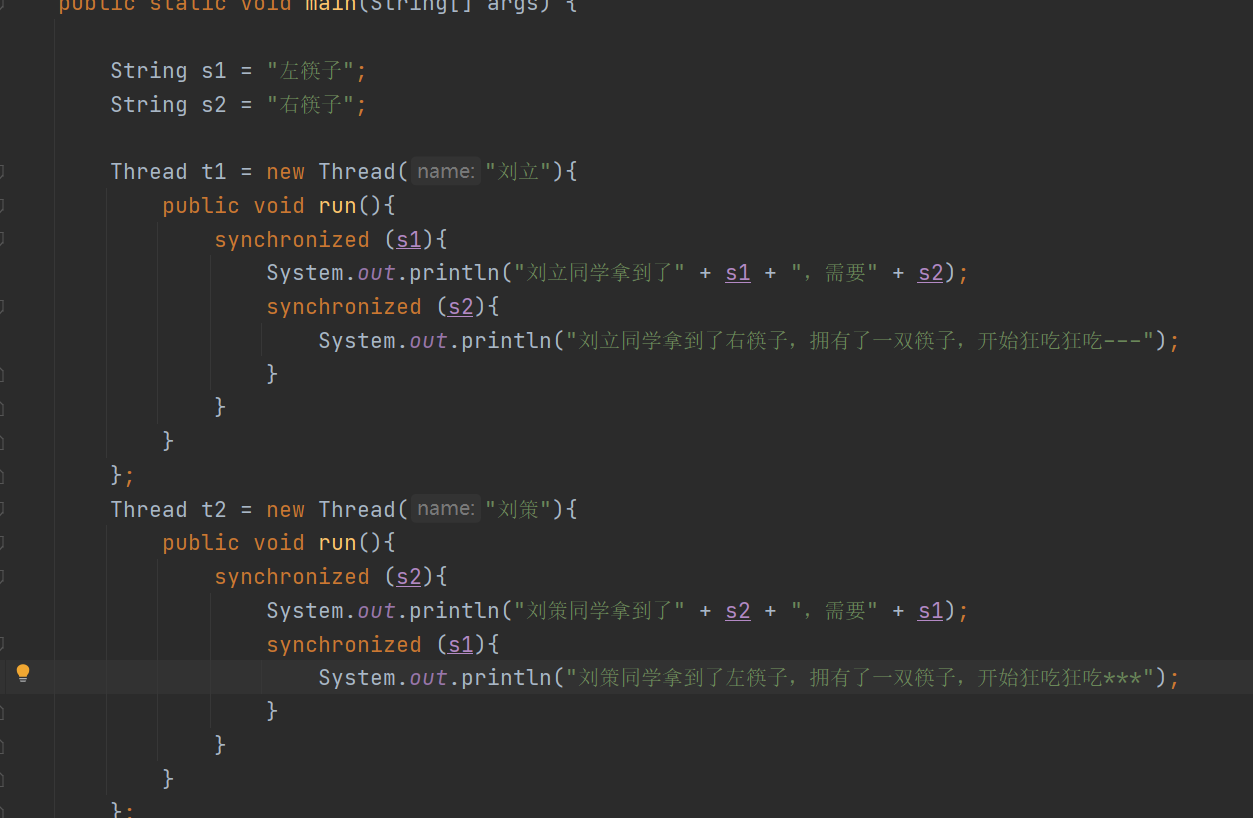 public static void main(String[] args) {
String s1 = "左筷子";
String s2 = "右筷子";
Thread t1 = new Thread( name: "刘立"){
public void run(){
synchronized (s1){
System.out.println("刘立同学拿到了" + s1 + ", 需要" + s2);
synchronized (s2){
System.out.println("刘立同学拿到了右筷子，拥有了一双筷子，开始狂吃狂吃---");
}
}
}
};
Thread t2 = new Thread( name: "刘策"){
public void run(){
synchronized (s2){
System.out.println("刘策同学拿到了" + s2 + ", 需要" + s1);
synchronized (s1){
System.out.println("刘策同学拿到了左筷子，拥有了一双筷子，开始狂吃狂吃***");
}
}
}
};